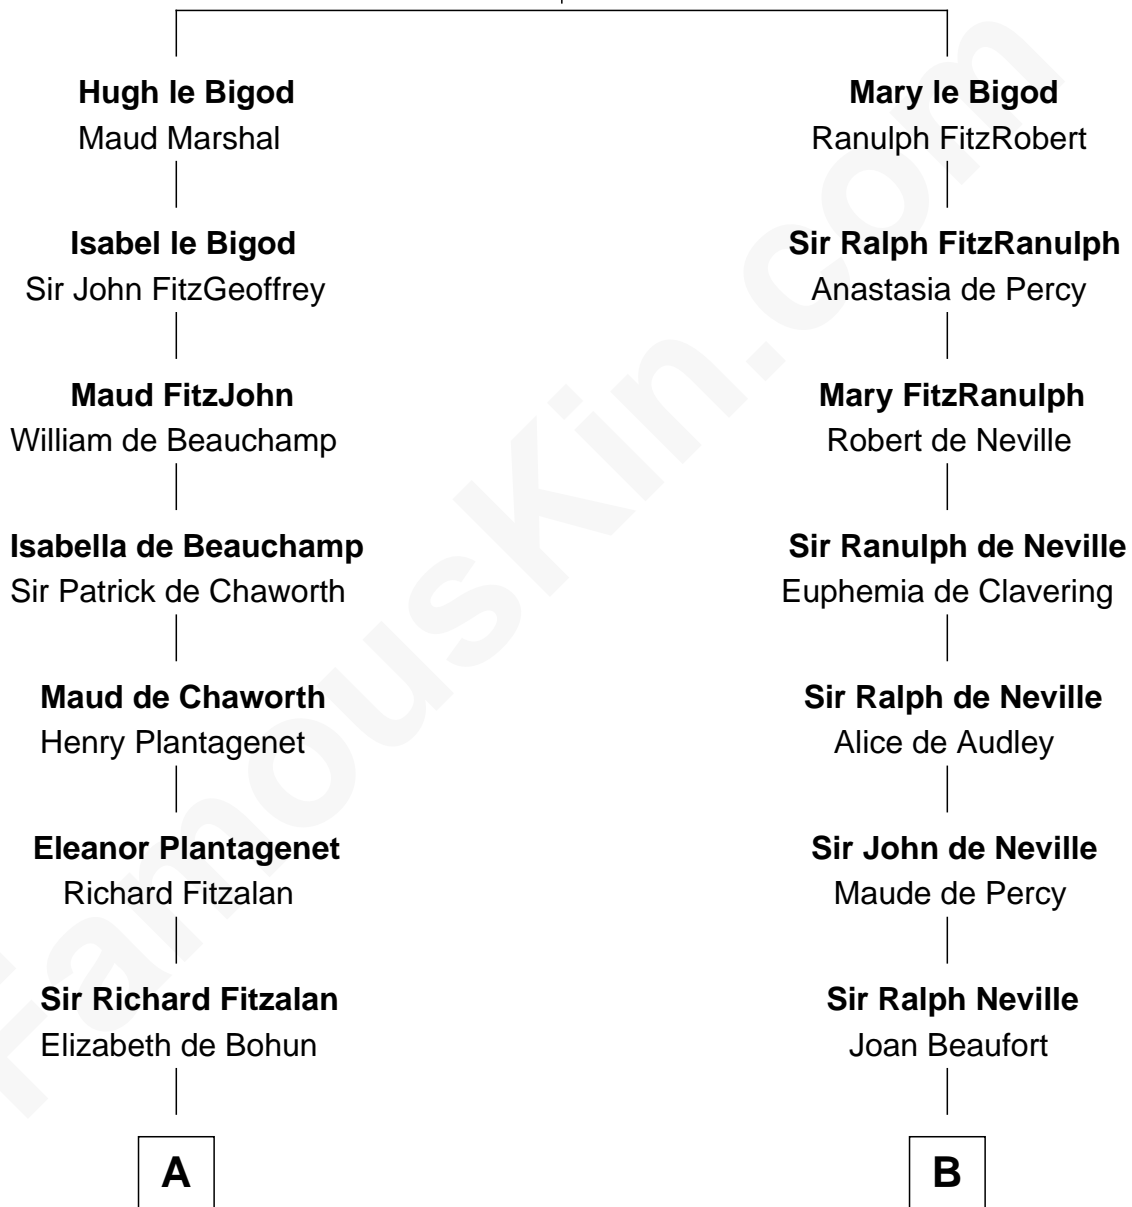 Hugh le Bigod
Maud Marshal
Isabel le Bigod
Sir John FitzGeoffrey
Maud FitzJohn
William de Beauchamp
Isabella de Beauchamp
Sir Patrick de Chaworth
Maud de Chaworth
Henry Plantagenet
Eleanor Plantagenet
Richard Fitzalan
Sir Richard Fitzalan
Elizabeth de Bohun
A
Mary le Bigod
Ranulph FitzRobert
Sir Ralph FitzRanulph
Anastasia de Percy
Mary FitzRanulph
Robert de Neville
Sir Ranulph de Neville
Euphemia de Clavering
Sir Ralph de Neville
Alice de Audley
Sir John de Neville
Maude de Percy
Sir Ralph Neville
Joan Beaufort
B
FamousKin.com